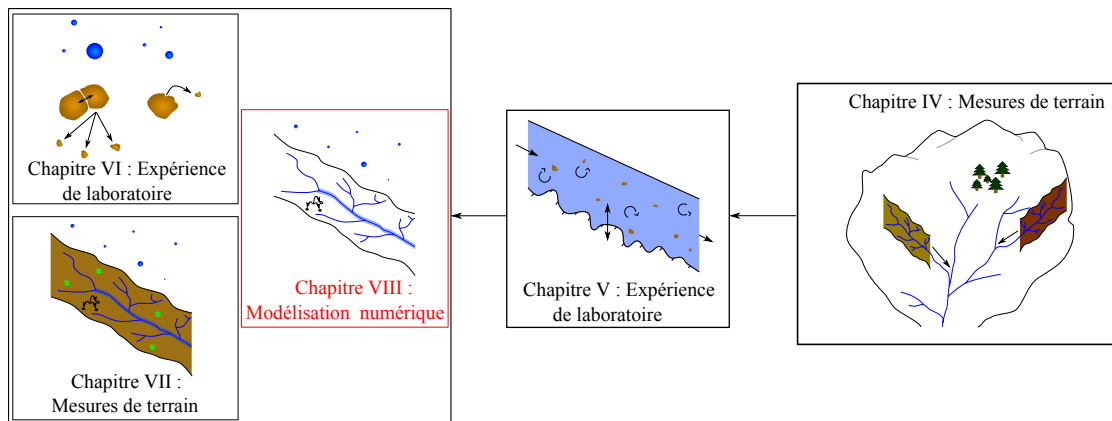 Chapitre VI : Expérience
de laboratoire
Chapitre VII :
Mesures de terrain
Chapitre VIII :
Modélisation numérique
Chapitre V : Expérience
de laboratoire
Chapitre IV : Mesures de terrain